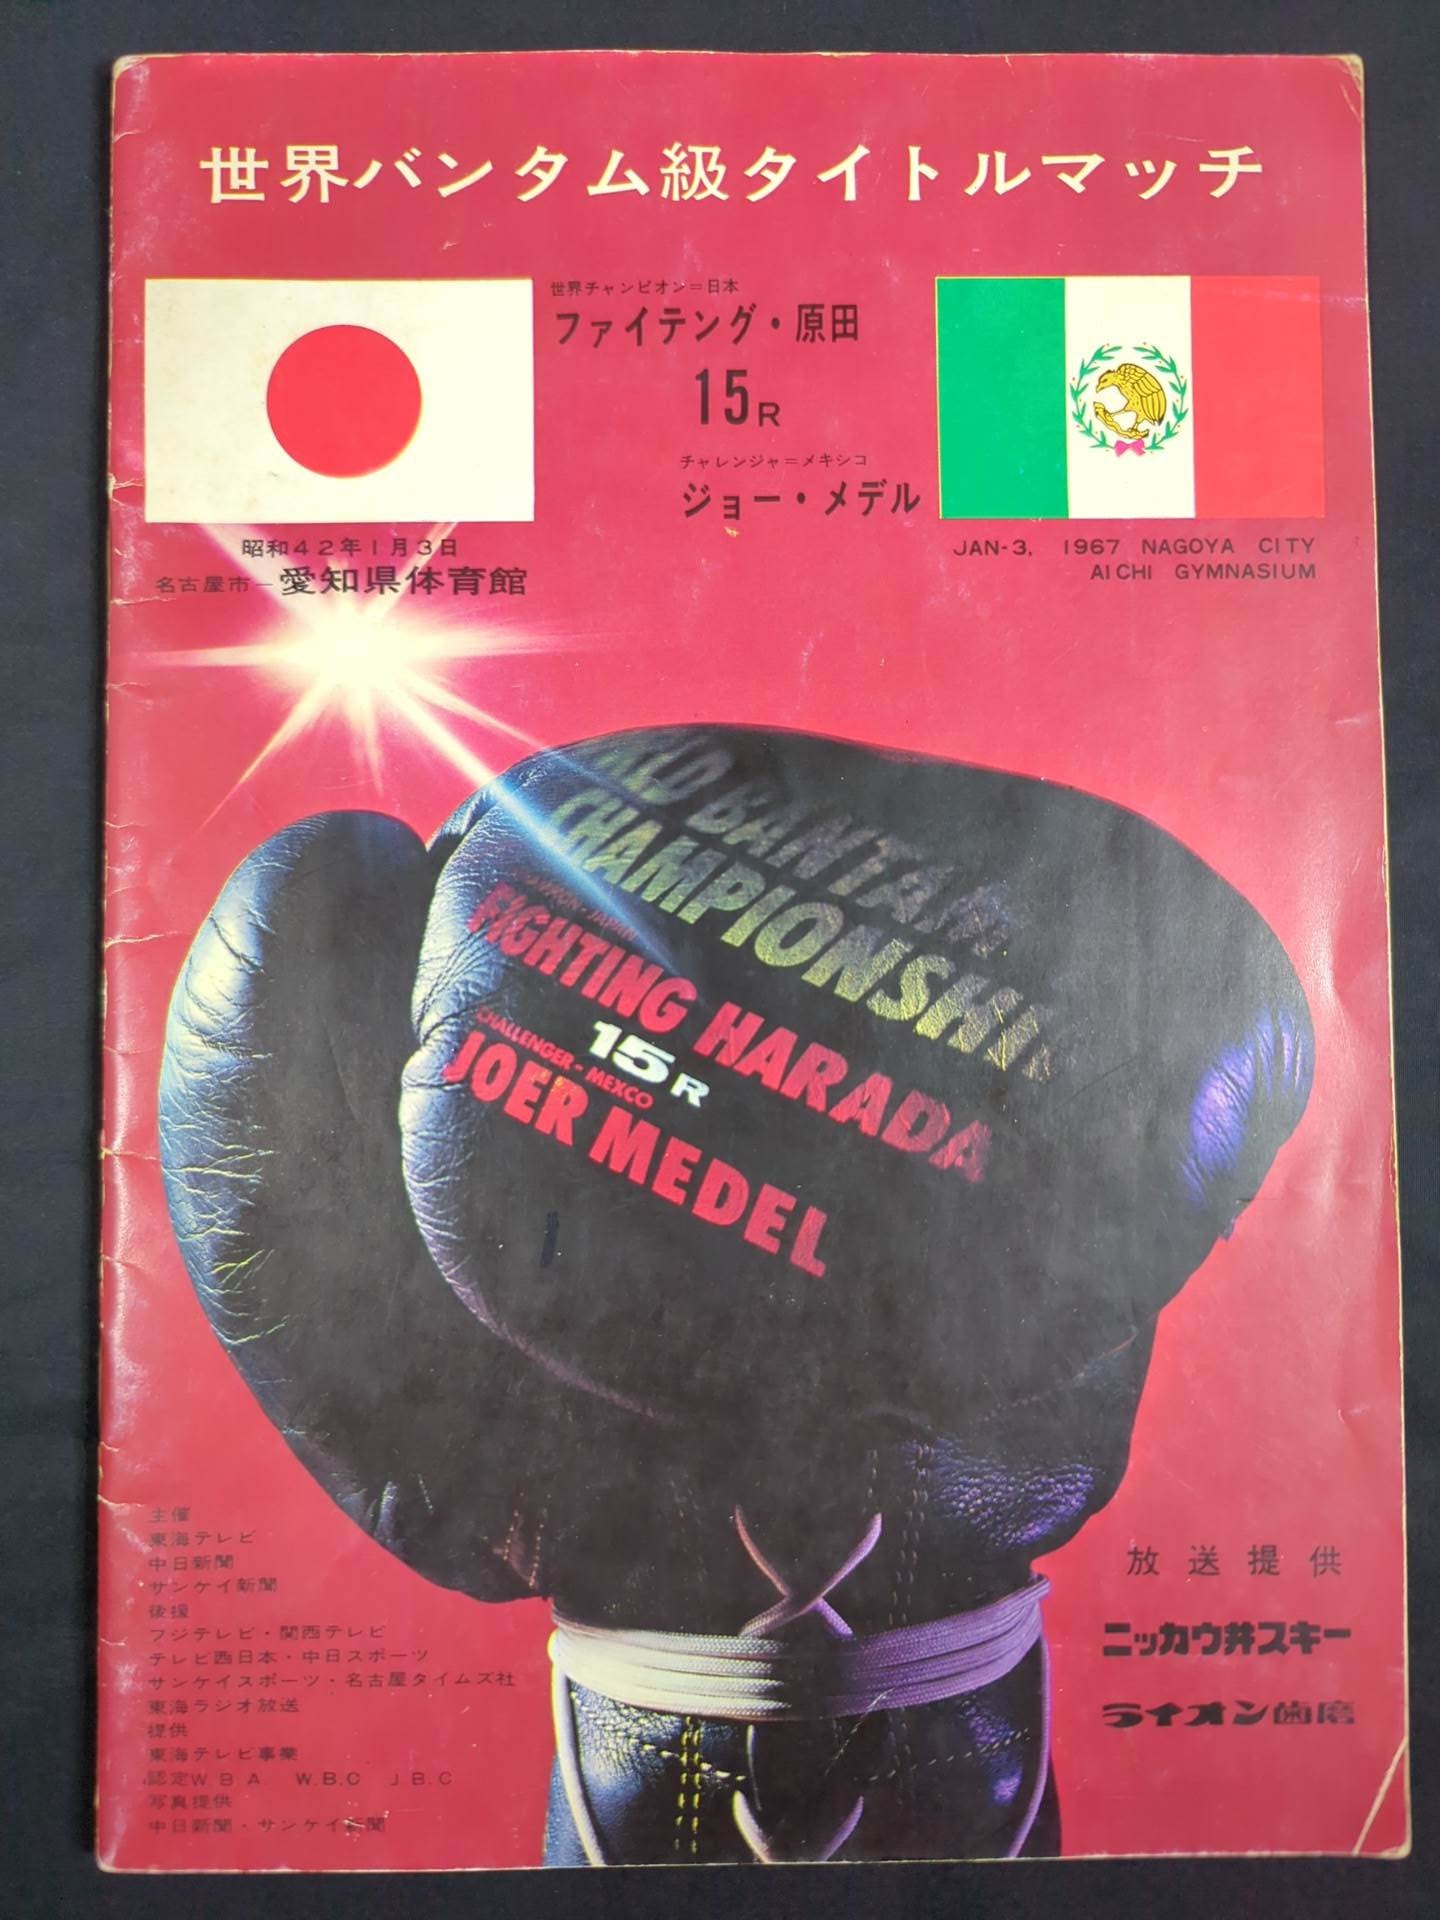 世界バンタム級タイトルマッチ
世界チャンピオン=日本
ファイテング・原田
15R
チャレンジャ=メキシコ
ジョー・メデル
昭和42年1月3日
名古屋市-愛知県体育館
JAN-3, 1967 NAGOYA CITY
AICHI GYMNASIUM
BANTAM
CHAMPIONSHIP
FIGHTING HARADA
15R
CHALLENGER-MEXCO
JOER MEDEL
主催
東海テレビ
中日新聞
サンケイ新聞
後援
フジテレビ・関西テレビ
テレビ西日本・中日スポーツ
サンケイスポーツ・名古屋タイムズ社
東海ラジオ放送
提供
東海テレビ事業
認定W.B.A. W.B.C J.B.C
写真提供
中日新聞・サンケイ新聞
放送提供
ニッカウ井スキー
ライオン歯磨